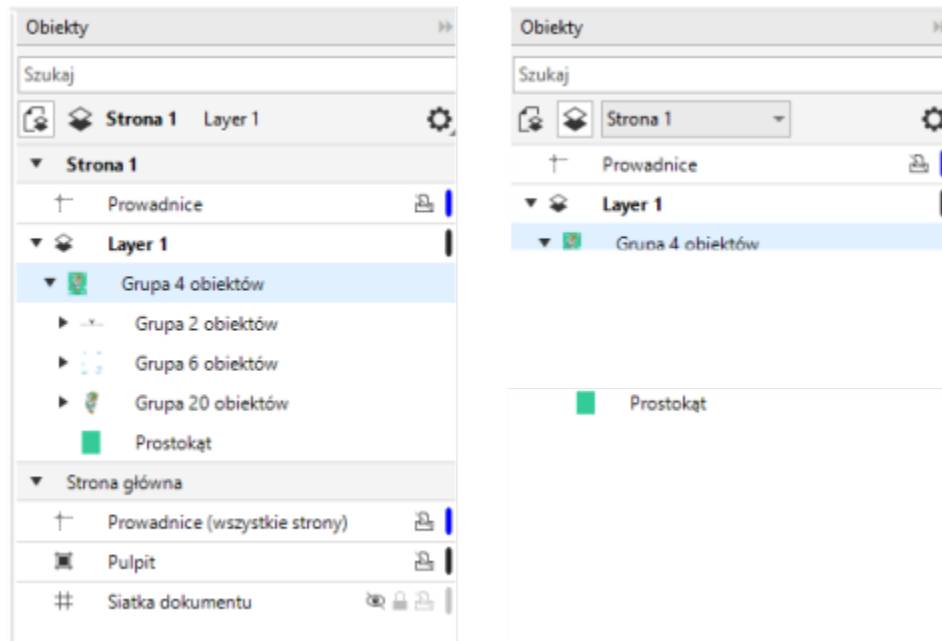 Obiekty
Szukaj
Strona 1 Layer 1
Strona 1
Prowadnice
Layer 1
Grupa 4 obiektów
Grupa 2 obiektów
Grupa 6 obiektów
Grupa 20 obiektów
Prostokąt
Strona główna
Prowadnice (wszystkie strony)
Pulpit
Siatka dokumentu
Obiekty
Szukaj
Strona 1
Prowadnice
Layer 1
Grupa 4 obiektów
Prostokąt